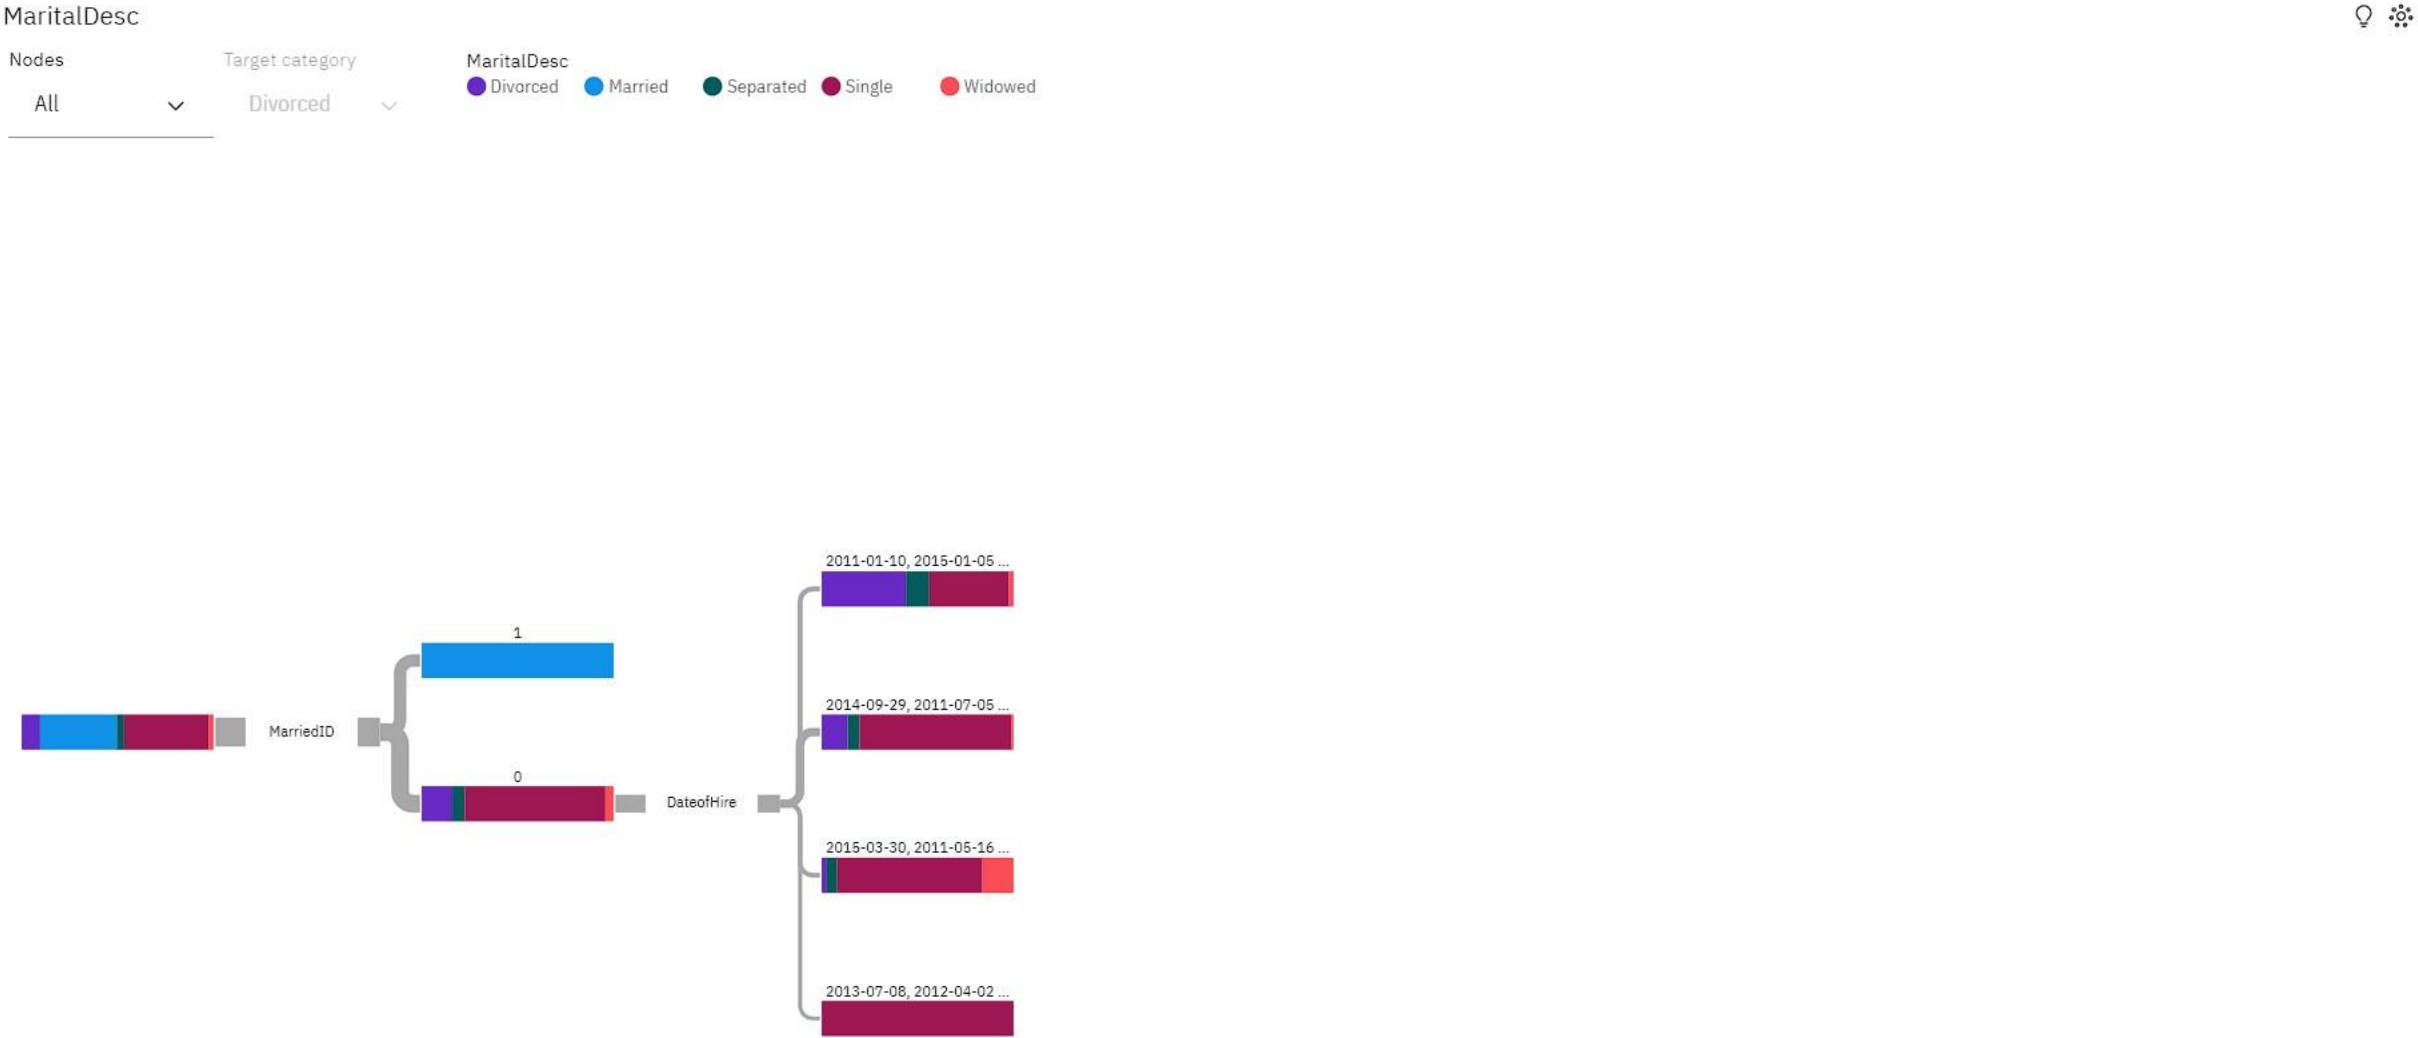 MaritalDesc
Nodes
Target category
MaritalDesc
All
Divorced
Divorced Married Separated Single Widowed
2011-01-10, 2015-01-05 ...
1
2014-09-29, 2011-07-05 ...
MarriedID
0
DateofHire
2015-03-30, 2011-05-16 ...
2013-07-08, 2012-04-02 ...